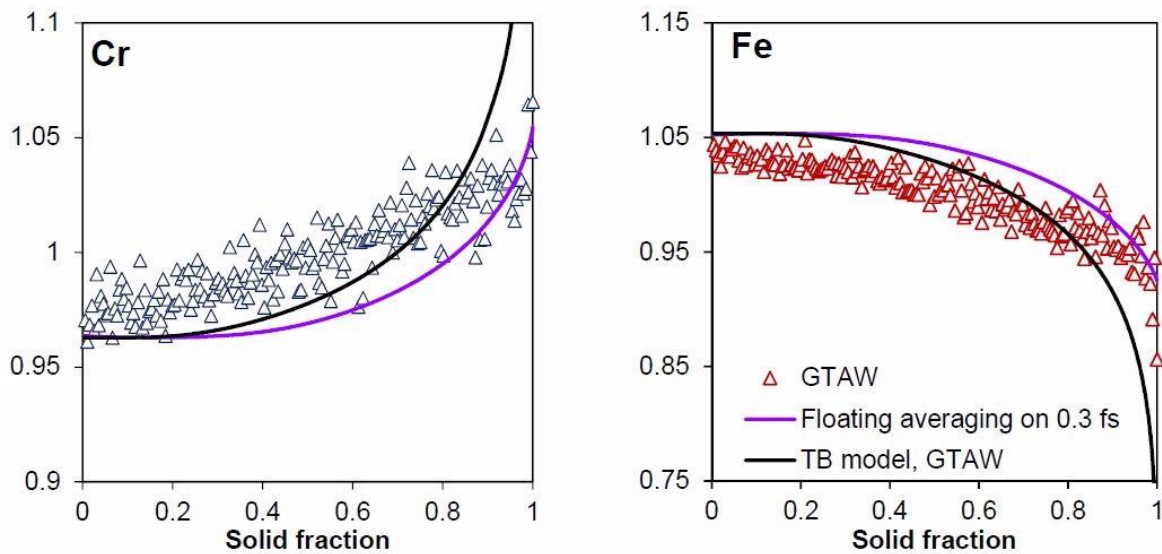 Cr
1.1
1.05
1
0.95
0.9
0 0.2 0.4 0.6 0.8 1
Solid fraction
Fe
1.15
1.05
0.95
0.85
0.75
GTAW
Floating averaging on 0.3 fs
TB model, GTAW
0 0.2 0.4 0.6 0.8 1
Solid fraction